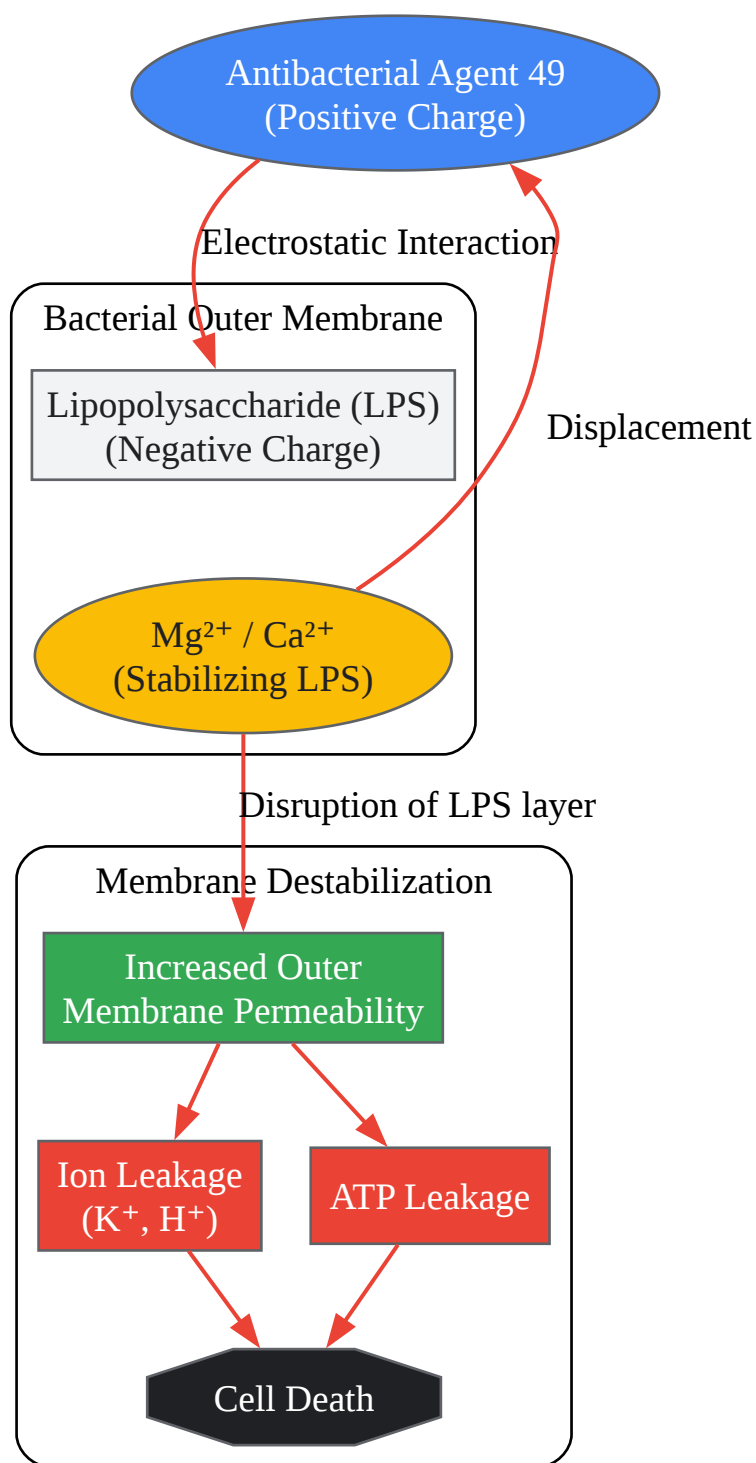 Antibacterial Agent 49
(Positive Charge)
Electrostatic Interaction
Bacterial Outer Membrane
Lipopolysaccharide (LPS)
(Negative Charge)
Displacement
Mg²⁺ / Ca²⁺
(Stabilizing LPS)
Disruption of LPS layer
Membrane Destabilization
Increased Outer
Membrane Permeability
Ion Leakage
(K⁺, H⁺)
ATP Leakage
Cell Death